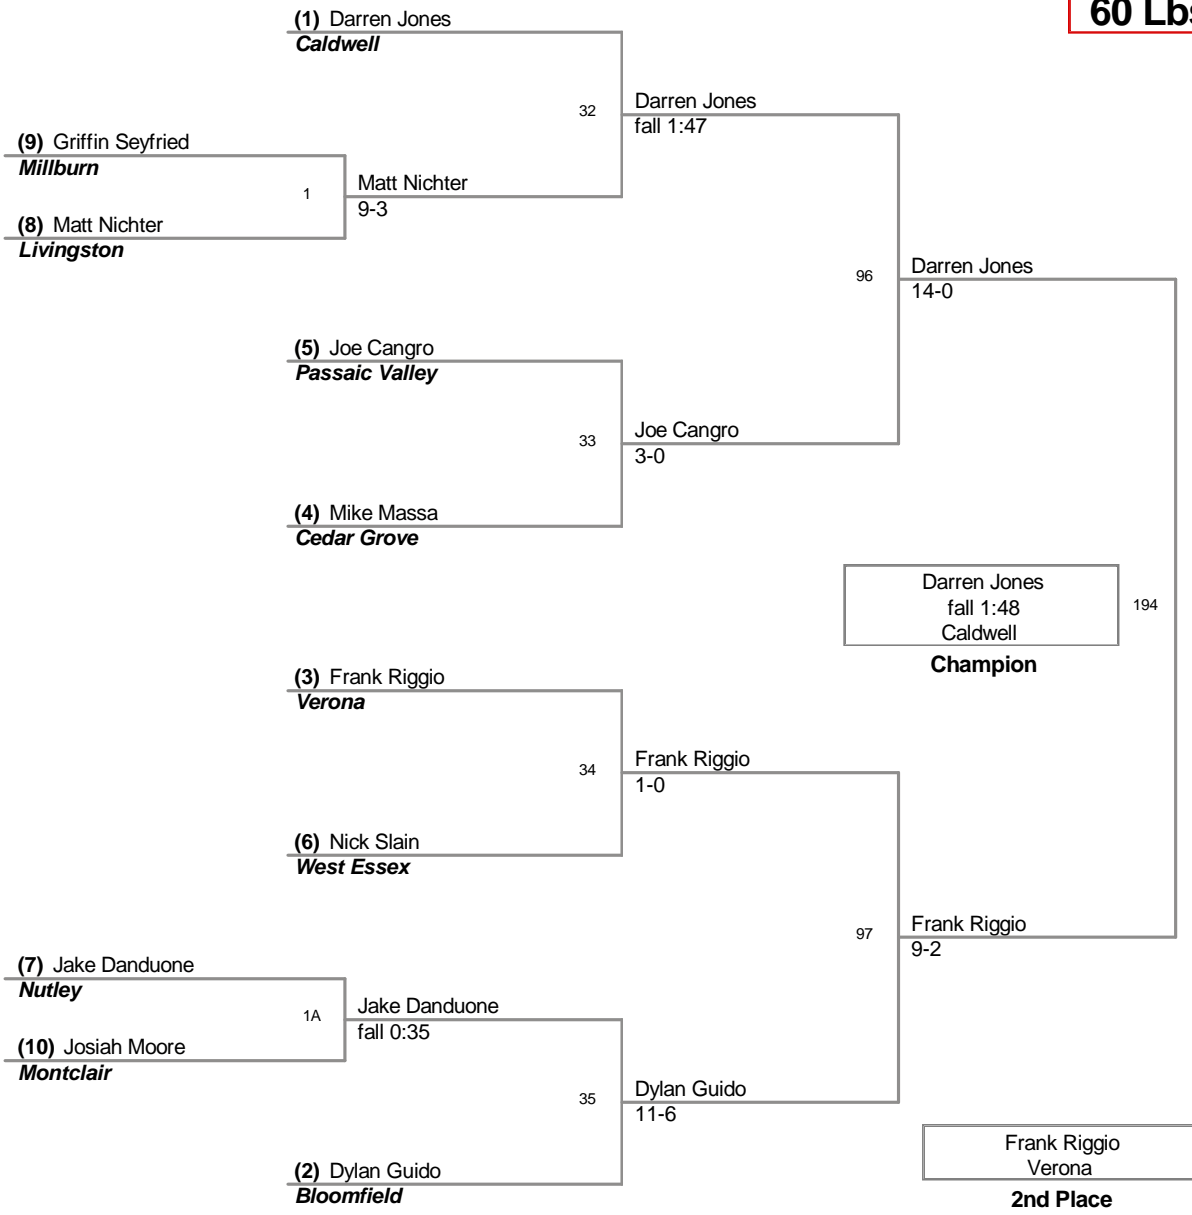 60 Lbs
(1) Darren Jones
Caldwell
32
Darren Jones
fall 1:47
(9) Griffin Seyfried
Millburn
1
Matt Nichter
9-3
(8) Matt Nichter
Livingston
96
Darren Jones
14-0
(5) Joe Cangro
Passaic Valley
33
Joe Cangro
3-0
(4) Mike Massa
Cedar Grove
Darren Jones
fall 1:48
Caldwell
194
Champion
(3) Frank Riggio
Verona
34
Frank Riggio
1-0
(6) Nick Slain
West Essex
97
Frank Riggio
9-2
(7) Jake Danduone
Nutley
1A
Jake Danduone
fall 0:35
(10) Josiah Moore
Montclair
35
Dylan Guido
11-6
(2) Dylan Guido
Bloomfield
Frank Riggio
Verona
2nd Place